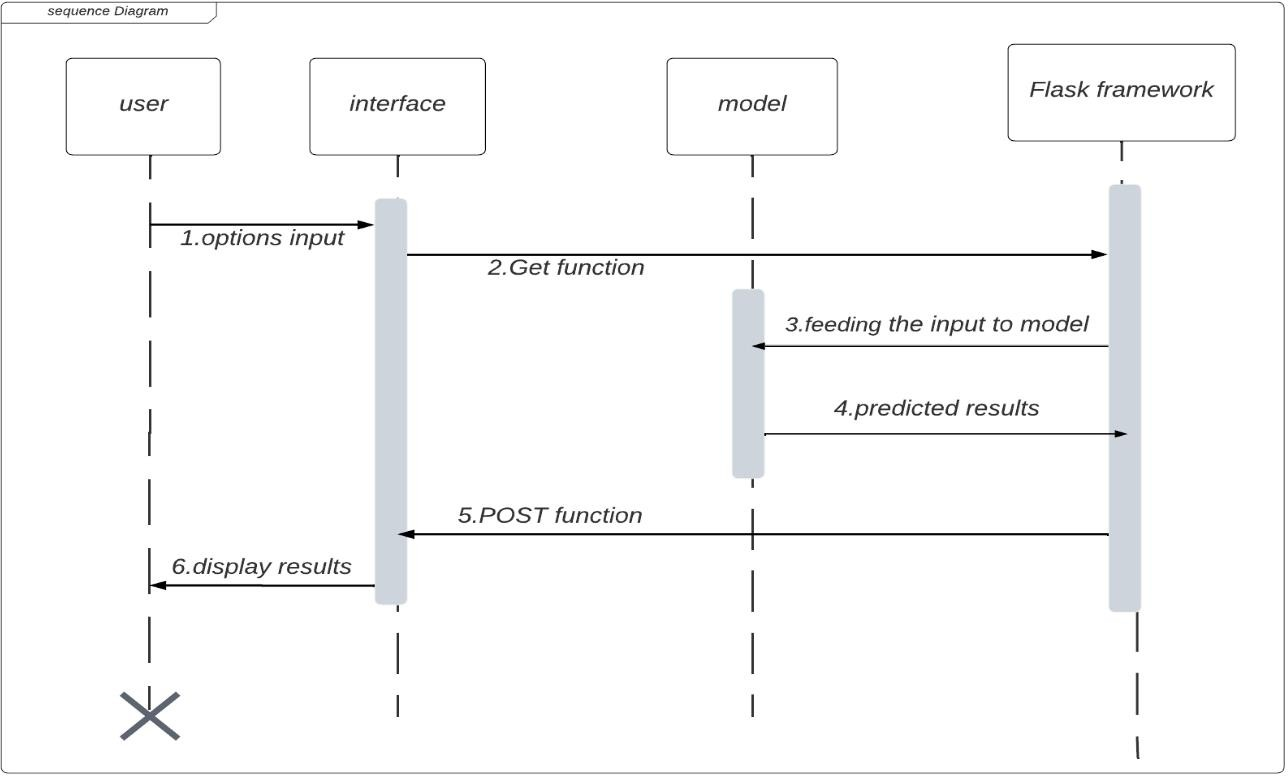 sequence Diagram
user
interface
model
Flask framework
1.options input
2.Get function
3.feeding the input to model
4.predicted results
5.POST function
6.display results